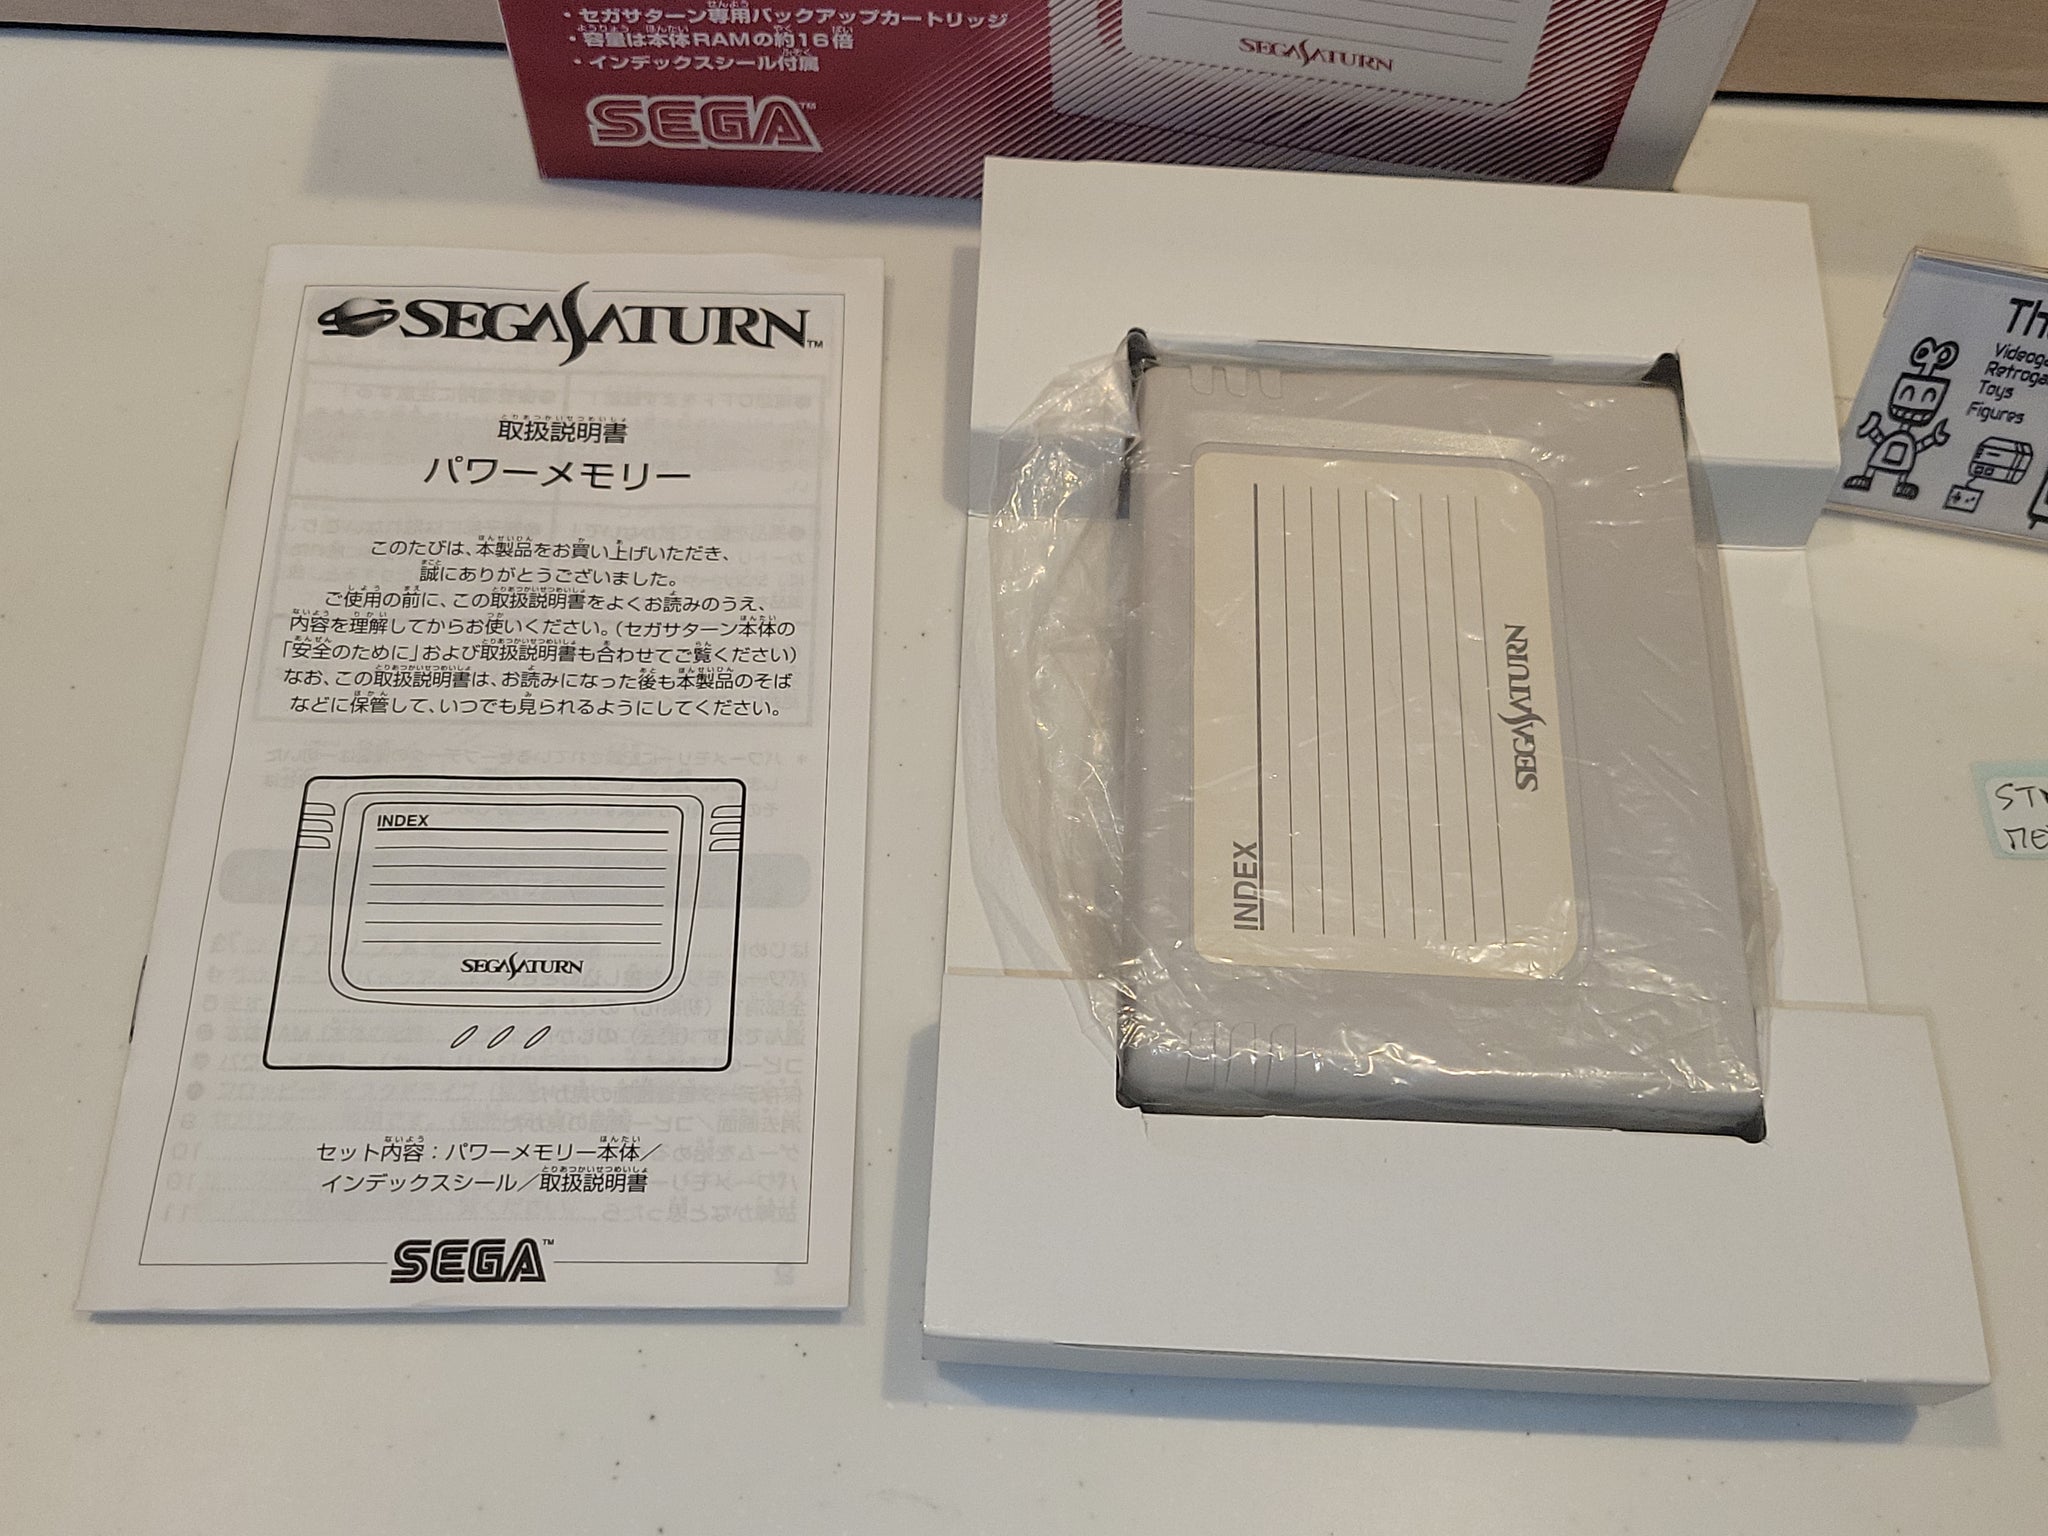 ・セガサターン専用バックアップカートリッジ
・容量は本体RAMの約16倍
・インデックスシール付属
SEGA™
SEGASATURN
SEGASATURN™
取扱説明書
パワーメモリー
このたびは、本製品をお買い上げいただき、
誠にありがとうございました。
ご使用の前に、この取扱説明書をよくお読みのうえ、
内容を理解してからお使いください。(セガサターン本体の
「安全のために」および取扱説明書も合わせてご覧ください)
なお、この取扱説明書は、お読みになった後も本製品のそば
などに保管して、いつでも見られるようにしてください。
INDEX
SEGASATURN
セット内容:パワーメモリー本体/
インデックスシール/取扱説明書
SEGA™
INDEX
SEGASATURN
Toys
Figures